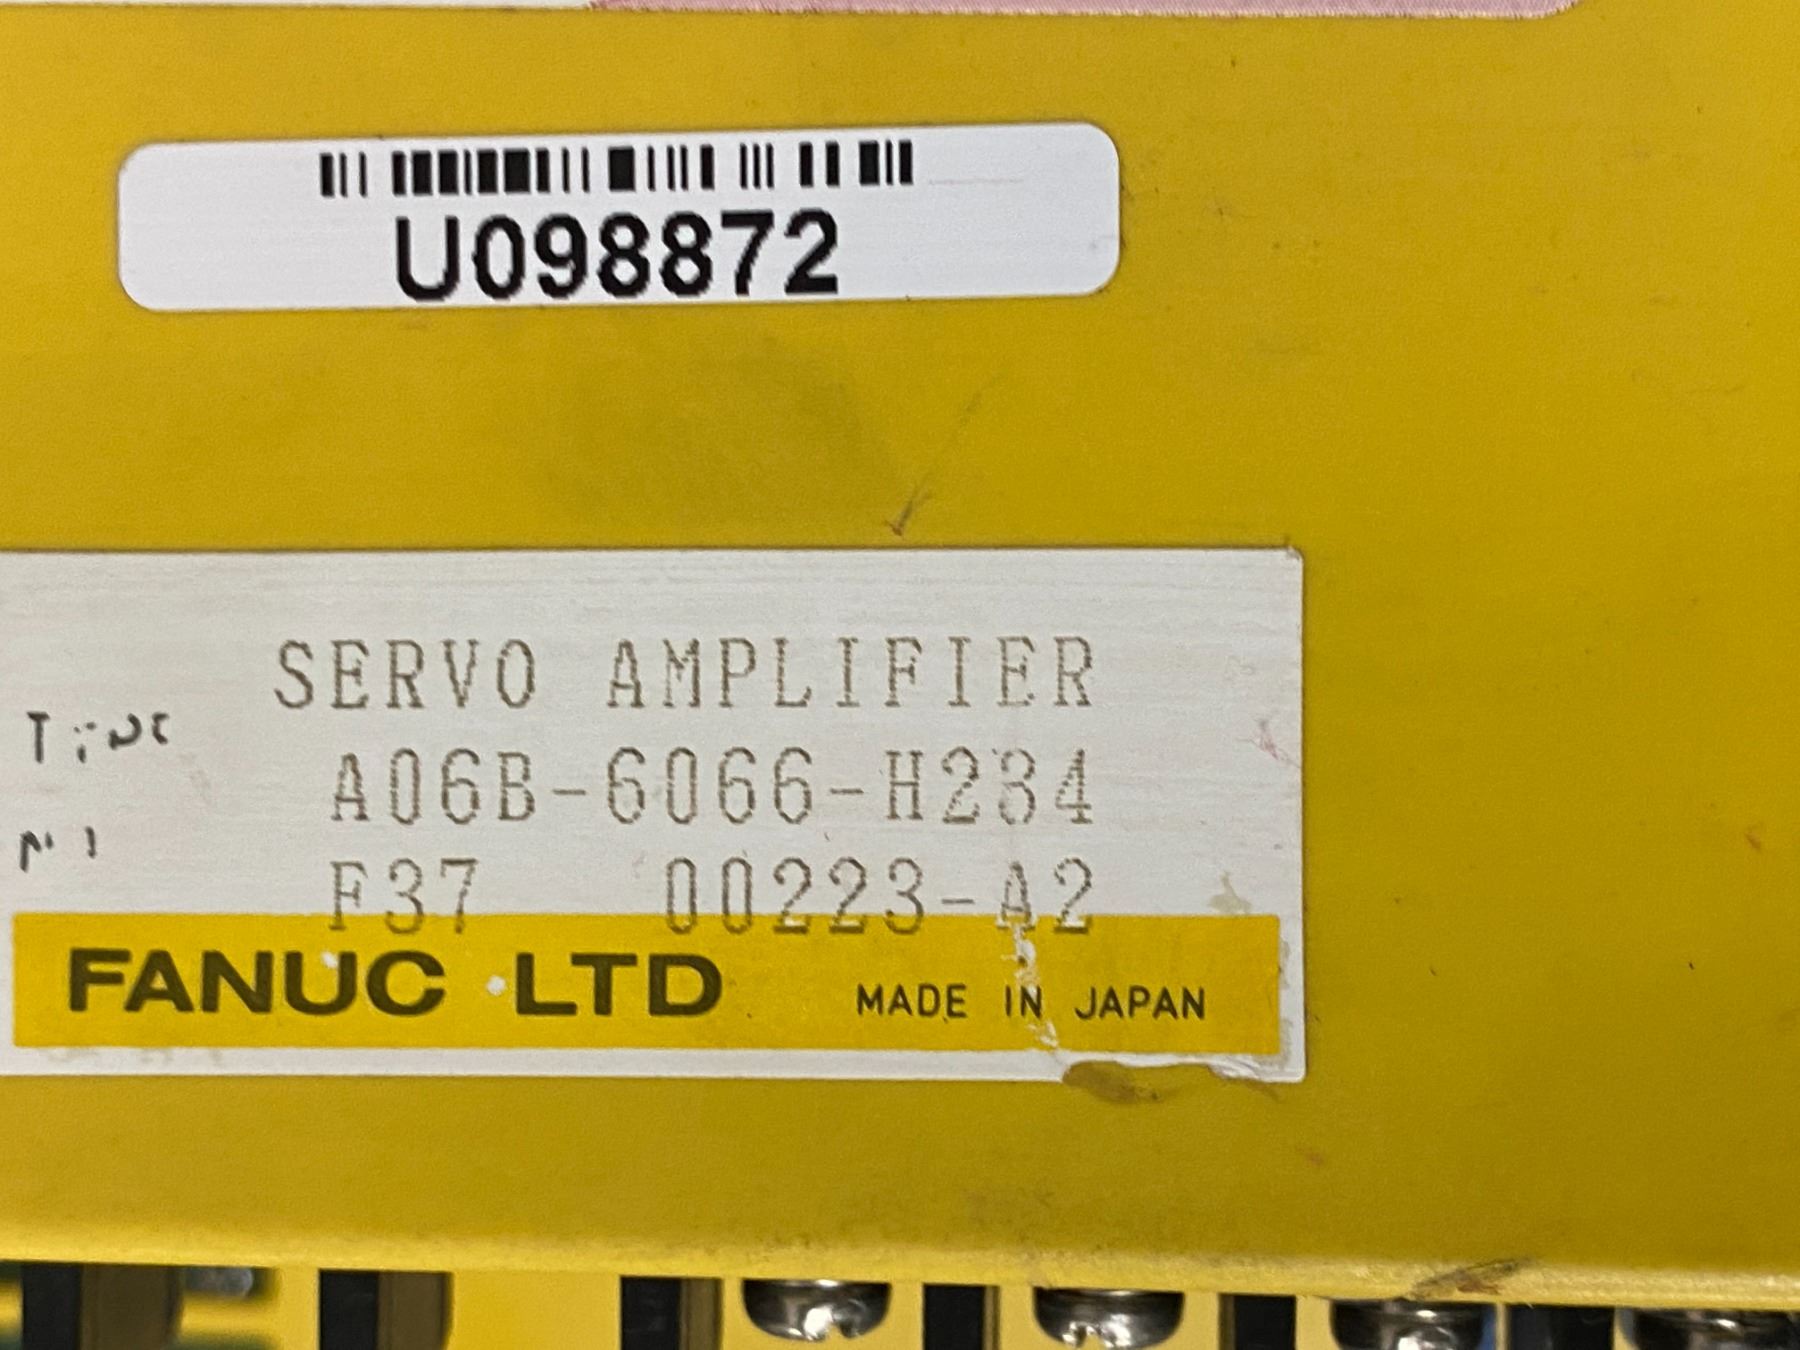 U098872
SERVO AMPLIFIER
A06B-6066-H234
F37 00223-A2
FANUC LTD MADE IN JAPAN